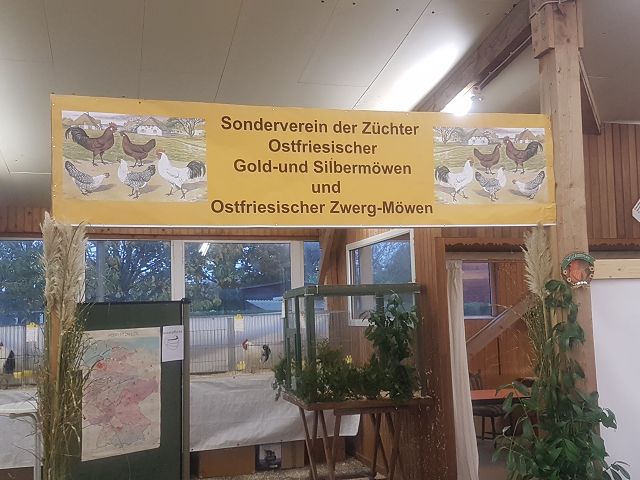 Sonderverein der Züchter
Ostfriesischer
Gold-und Silbermöwen
und
Ostfriesischer Zwerg-Möwen